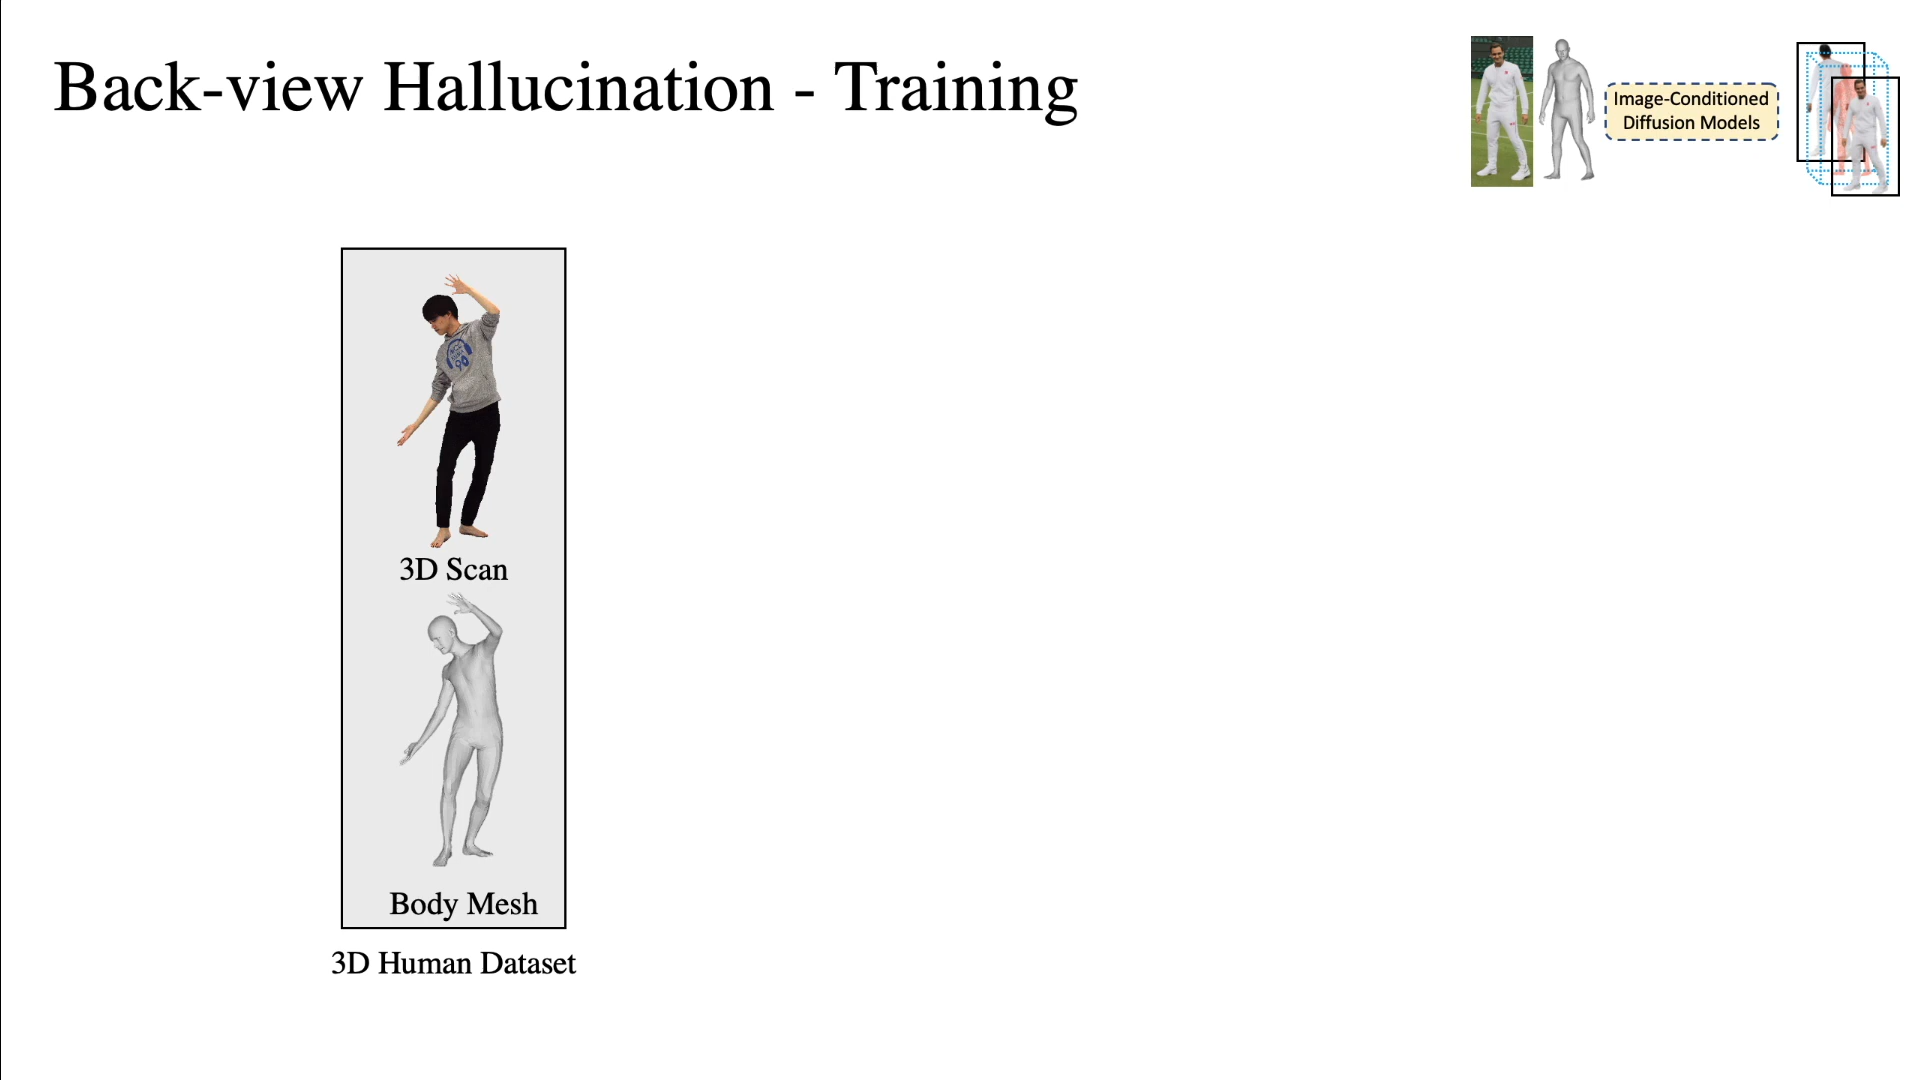 Back-view Hallucination - Training
Image-Conditioned
Diffusion Models
3D Scan
Body Mesh
3D Human Dataset